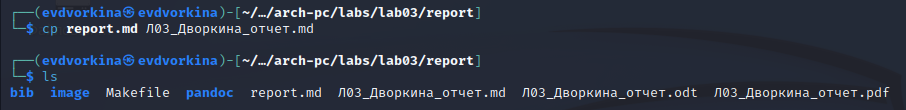 ┌──(evdvorkina㉿evdvorkina)-[~/…/arch-pc/labs/lab03/report]
└─$ cp report.md Л03_Дворкина_отчет.md
┌──(evdvorkina㉿evdvorkina)-[~/…/arch-pc/labs/lab03/report]
└─$ ls
bib image Makefile pandoc report.md Л03_Дворкина_отчет.md Л03_Дворкина_отчет.odt Л03_Дворкина_отчет.pdf